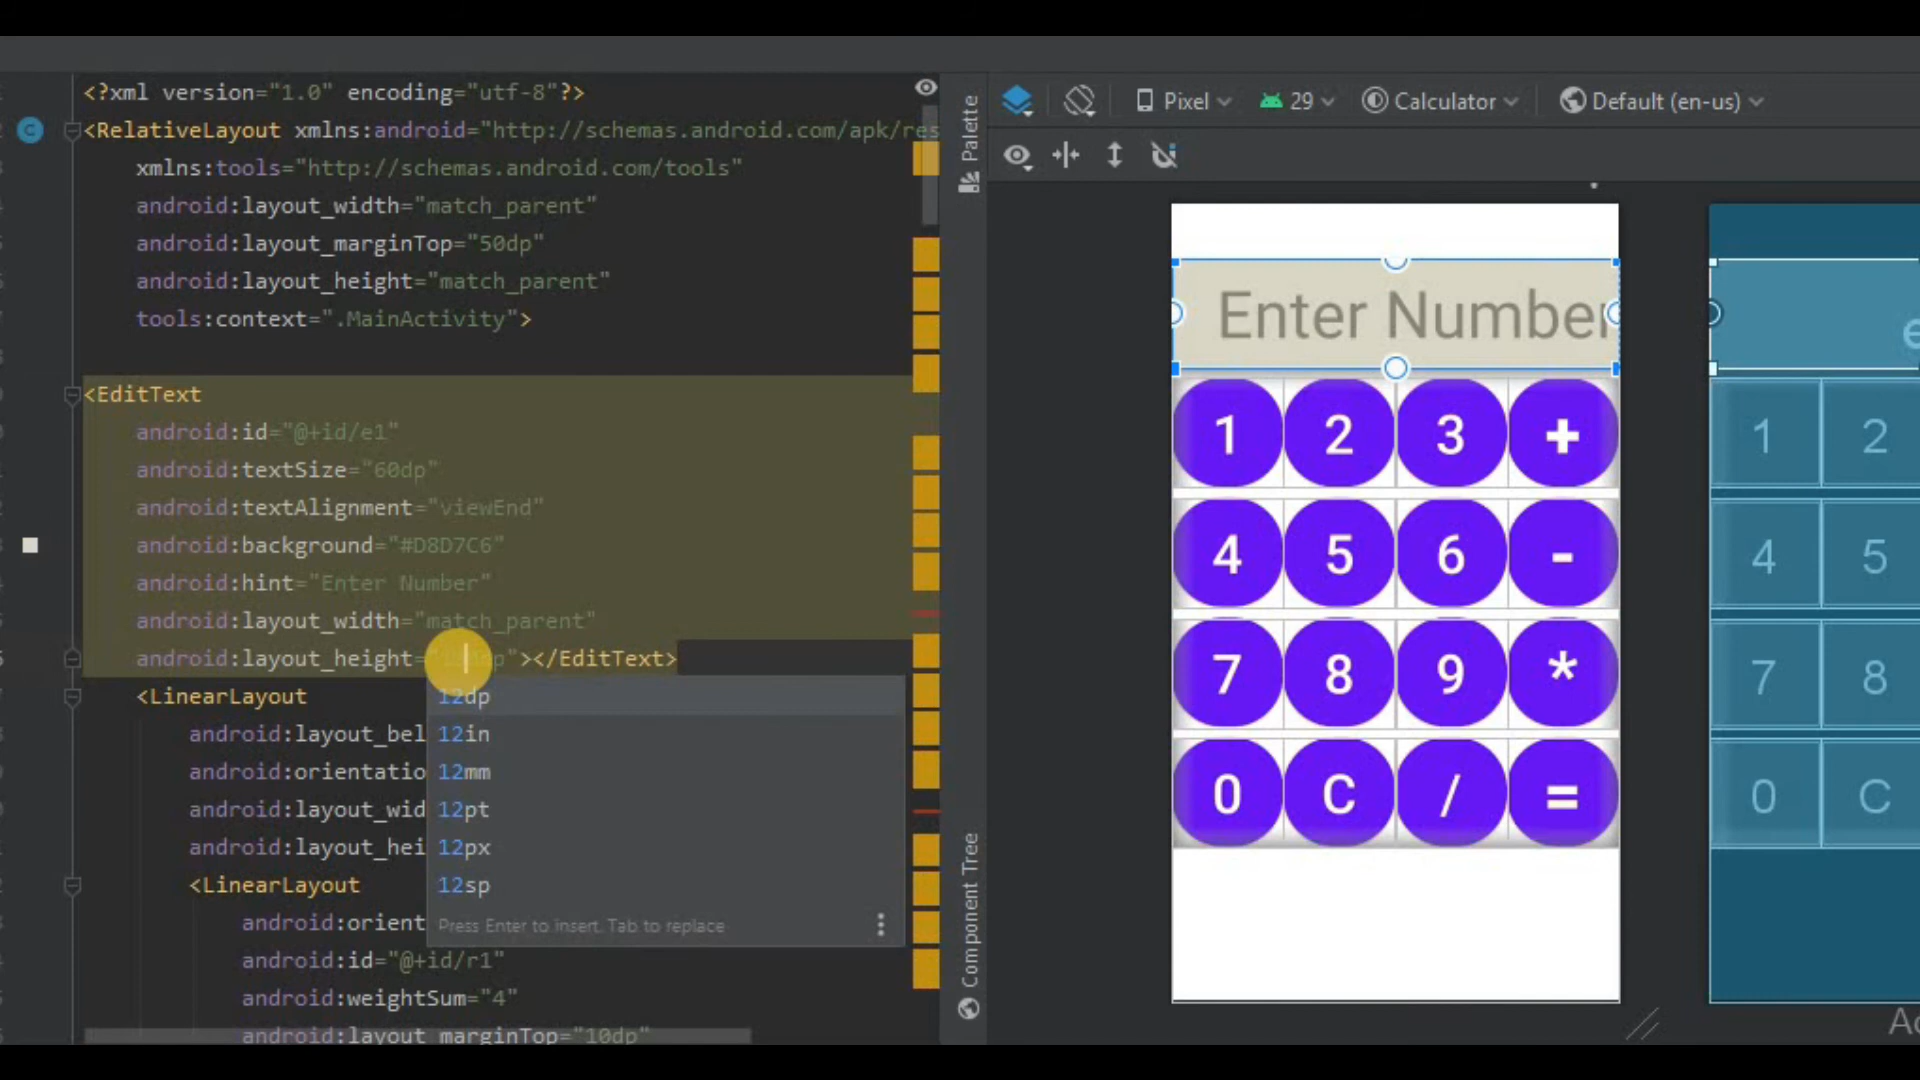 <?xml version="1.0" encoding="utf-8"?>
<RelativeLayout xmlns:android="http://schemas.android.com/apk/res
xmlns:tools="http://schemas.android.com/tools"
android:layout_width="match_parent"
android:layout_marginTop="50dp"
android:layout_height="match_parent"
tools:context=".MainActivity">
<EditText
android:id="@+id/e1"
android:textSize="60dp"
android:textAlignment="viewEnd"
android:background="#D8D7C6"
android:hint="Enter Number"
android:layout_width="match_parent"
android:layout_height=" dp"></EditText>
<LinearLayout
android:layout_bel
android:orientatio
android:layout_wid
android:layout_hei
<LinearLayout
android:orient
android:id="@+id/r1"
android:weightSum="4"
android:layout_marginTop="10dp"
12dp
12in
12mm
12pt
12px
12sp
Press Enter to insert, Tab to replace
Palette
Component Tree
Pixel
29
Calculator
Default (en-us)
Enter Number
1 2 3 +
4 5 6 -
7 8 9 *
0 C / =
e
1 2
4 5
7 8
0 C